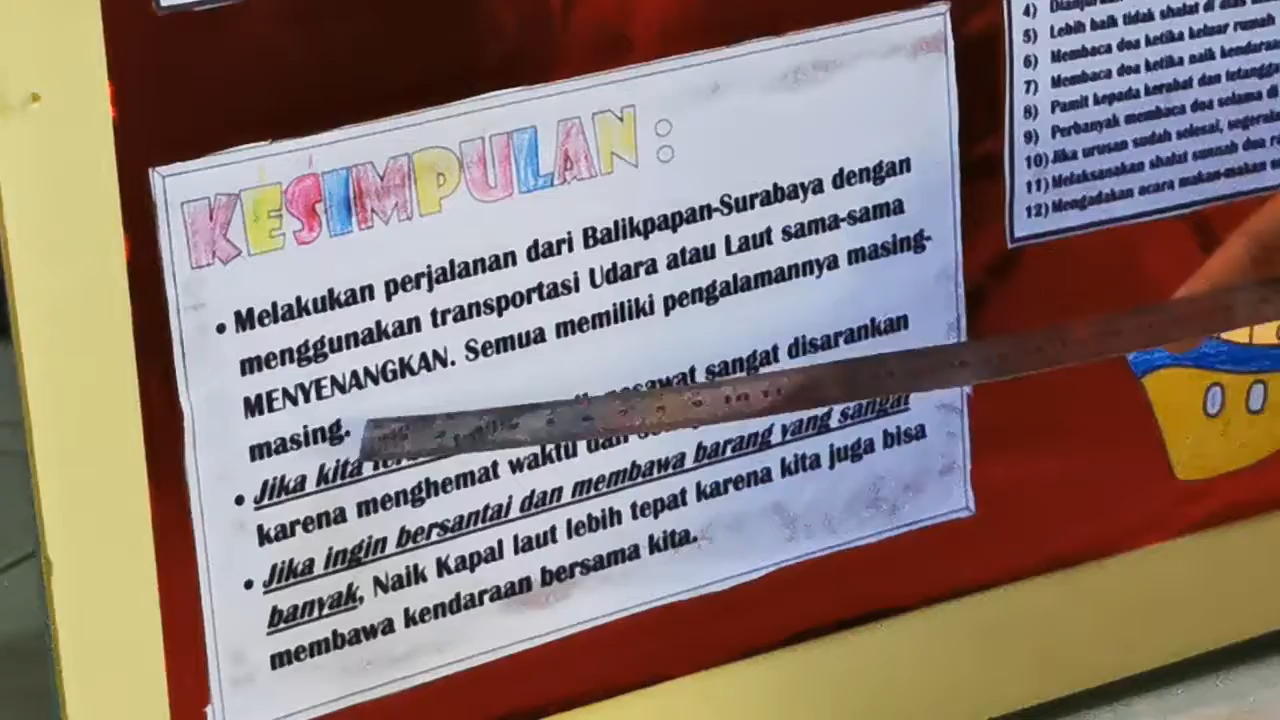 KESIMPULAN :
• Melakukan perjalanan dari Balikpapan-Surabaya dengan
menggunakan transportasi Udara atau Laut sama-sama
MENYENANGKAN. Semua memiliki pengalamannya masing-
masing.
• Jika kita sangat disarankan
karena menghemat waktu dan
• Jika ingin bersantai dan membawa barang yang sangat
banyak, Naik Kapal laut lebih tepat karena kita juga bisa
membawa kendaraan bersama kita.
4)
5) Lebih baik tidak shalat di atas
6) Membaca doa ketika keluar rumah
7) Membaca doa ketika naik kendaraan
8) Pamit kepada kerabat dan tetangga
9) Perbanyak membaca doa selama di
10) Jika urusan sudah selesai,
11) Melaksanakan shalat sunnah dua
12) Mengadakan acara makan-makan